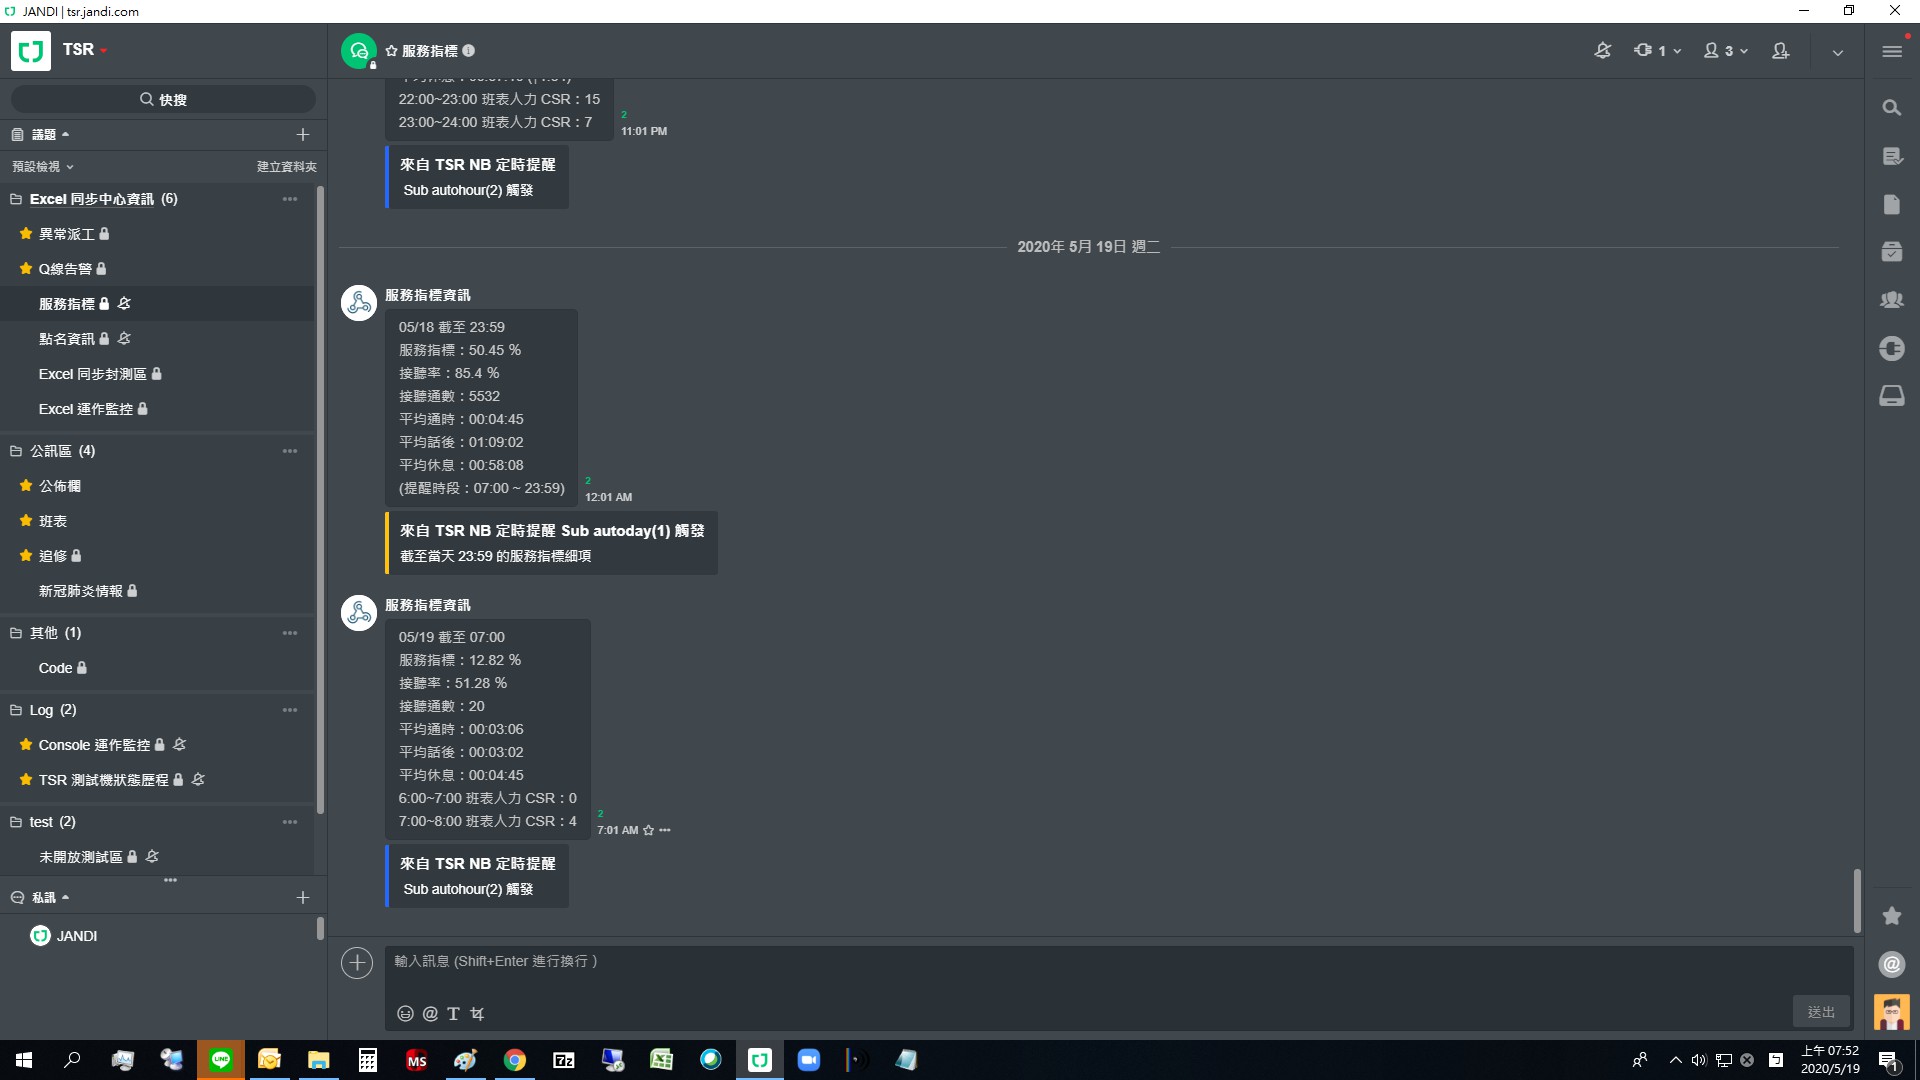 JANDI | tsr.jandi.com
TSR
快搜
議題
預設檢視
建立資料夾
Excel 同步中心資訊 (6)
異常派工
Q線告警
服務指標
點名資訊
Excel 同步封測區
Excel 運作監控
公訊區 (4)
公佈欄
班表
追修
新冠肺炎情報
其他 (1)
Code
Log (2)
Console 運作監控
TSR 測試機狀態歷程
test (2)
未開放測試區
私訊
JANDI
服務指標
1
3
22:00~23:00 班表人力 CSR：15
23:00~24:00 班表人力 CSR：7
2
11:01 PM
來自 TSR NB 定時提醒
Sub autohour(2) 觸發
2020年 5月 19日 週二
服務指標資訊
05/18 截至 23:59
服務指標：50.45 %
接聽率：85.4 %
接聽通數：5532
平均通時：00:04:45
平均話後：01:09:02
平均休息：00:58:08
(提醒時段：07:00 ~ 23:59)
2
12:01 AM
來自 TSR NB 定時提醒 Sub autoday(1) 觸發
截至當天 23:59 的服務指標細項
服務指標資訊
05/19 截至 07:00
服務指標：12.82 %
接聽率：51.28 %
接聽通數：20
平均通時：00:03:06
平均話後：00:03:02
平均休息：00:04:45
6:00~7:00 班表人力 CSR：0
7:00~8:00 班表人力 CSR：4
2
7:01 AM
來自 TSR NB 定時提醒
Sub autohour(2) 觸發
輸入訊息 (Shift+Enter 進行換行 )
送出
LINE
MS
7z
上午 07:52
2020/5/19
1